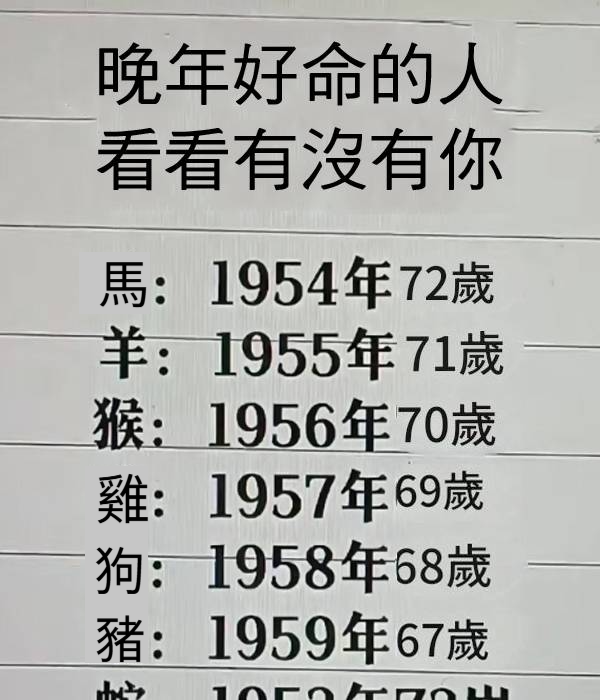 晚年好命的人
看看有沒有你
馬：1954年72歲
羊：1955年71歲
猴：1956年70歲
雞：1957年69歲
狗：1958年68歲
豬：1959年67歲